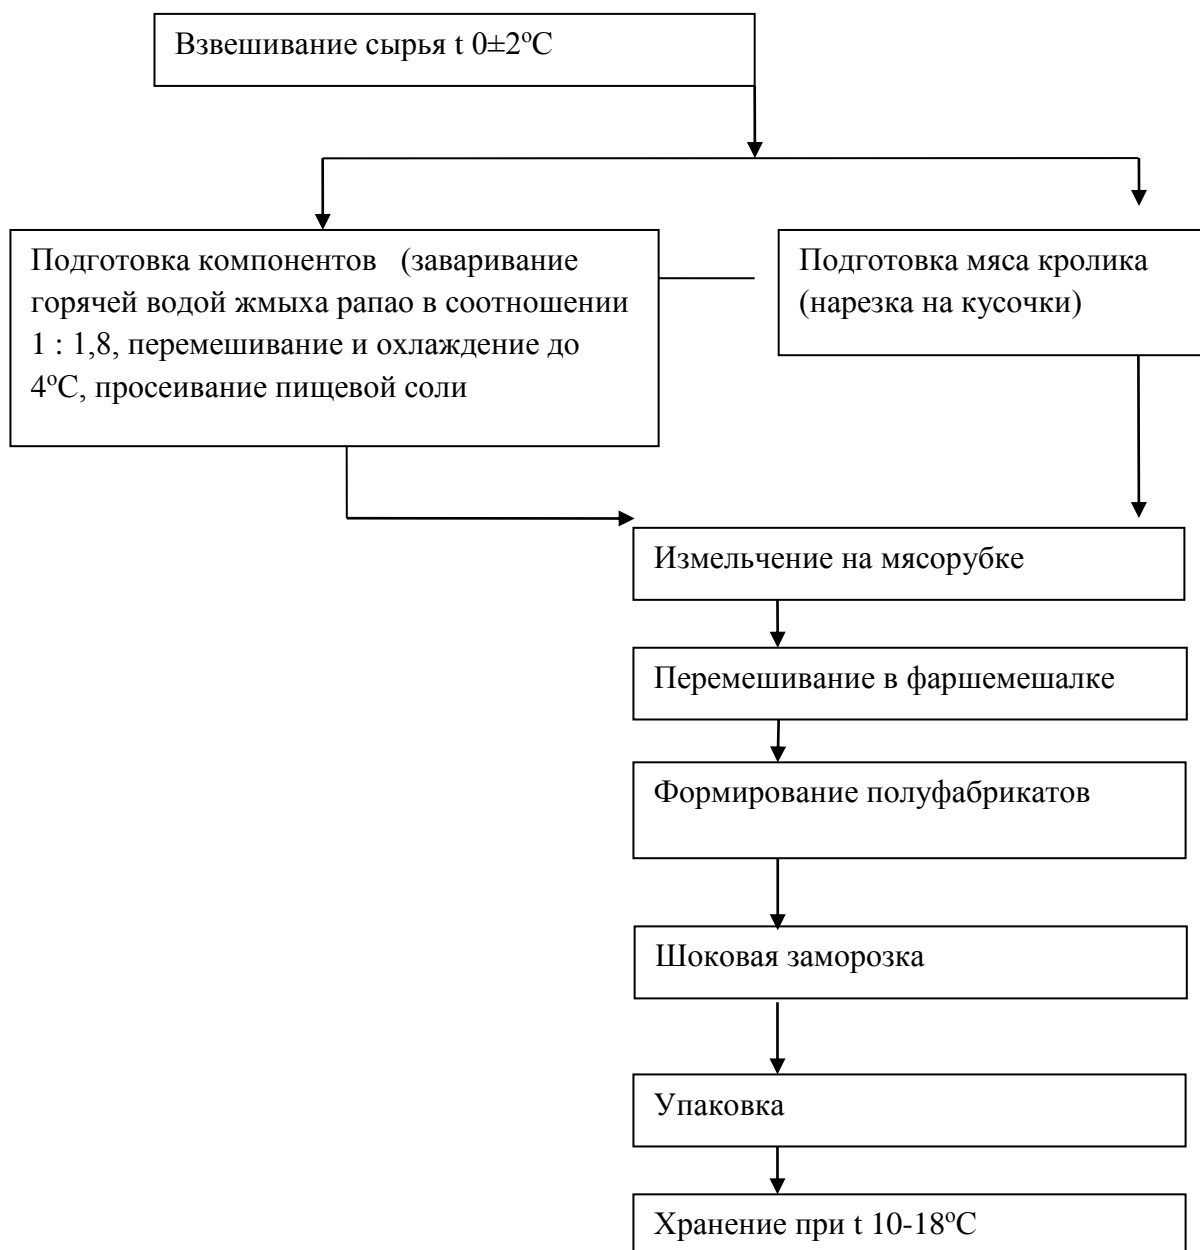 Взвешивание сырья t 0±2ºС
Подготовка компонентов (заваривание
горячей водой жмыха рапао в соотношении
1 : 1,8, перемешивание и охлаждение до
4ºС, просеивание пищевой соли
Подготовка мяса кролика
(нарезка на кусочки)
Измельчение на мясорубке
Перемешивание в фаршемешалке
Формирование полуфабрикатов
Шоковая заморозка
Упаковка
Хранение при t 10-18ºС